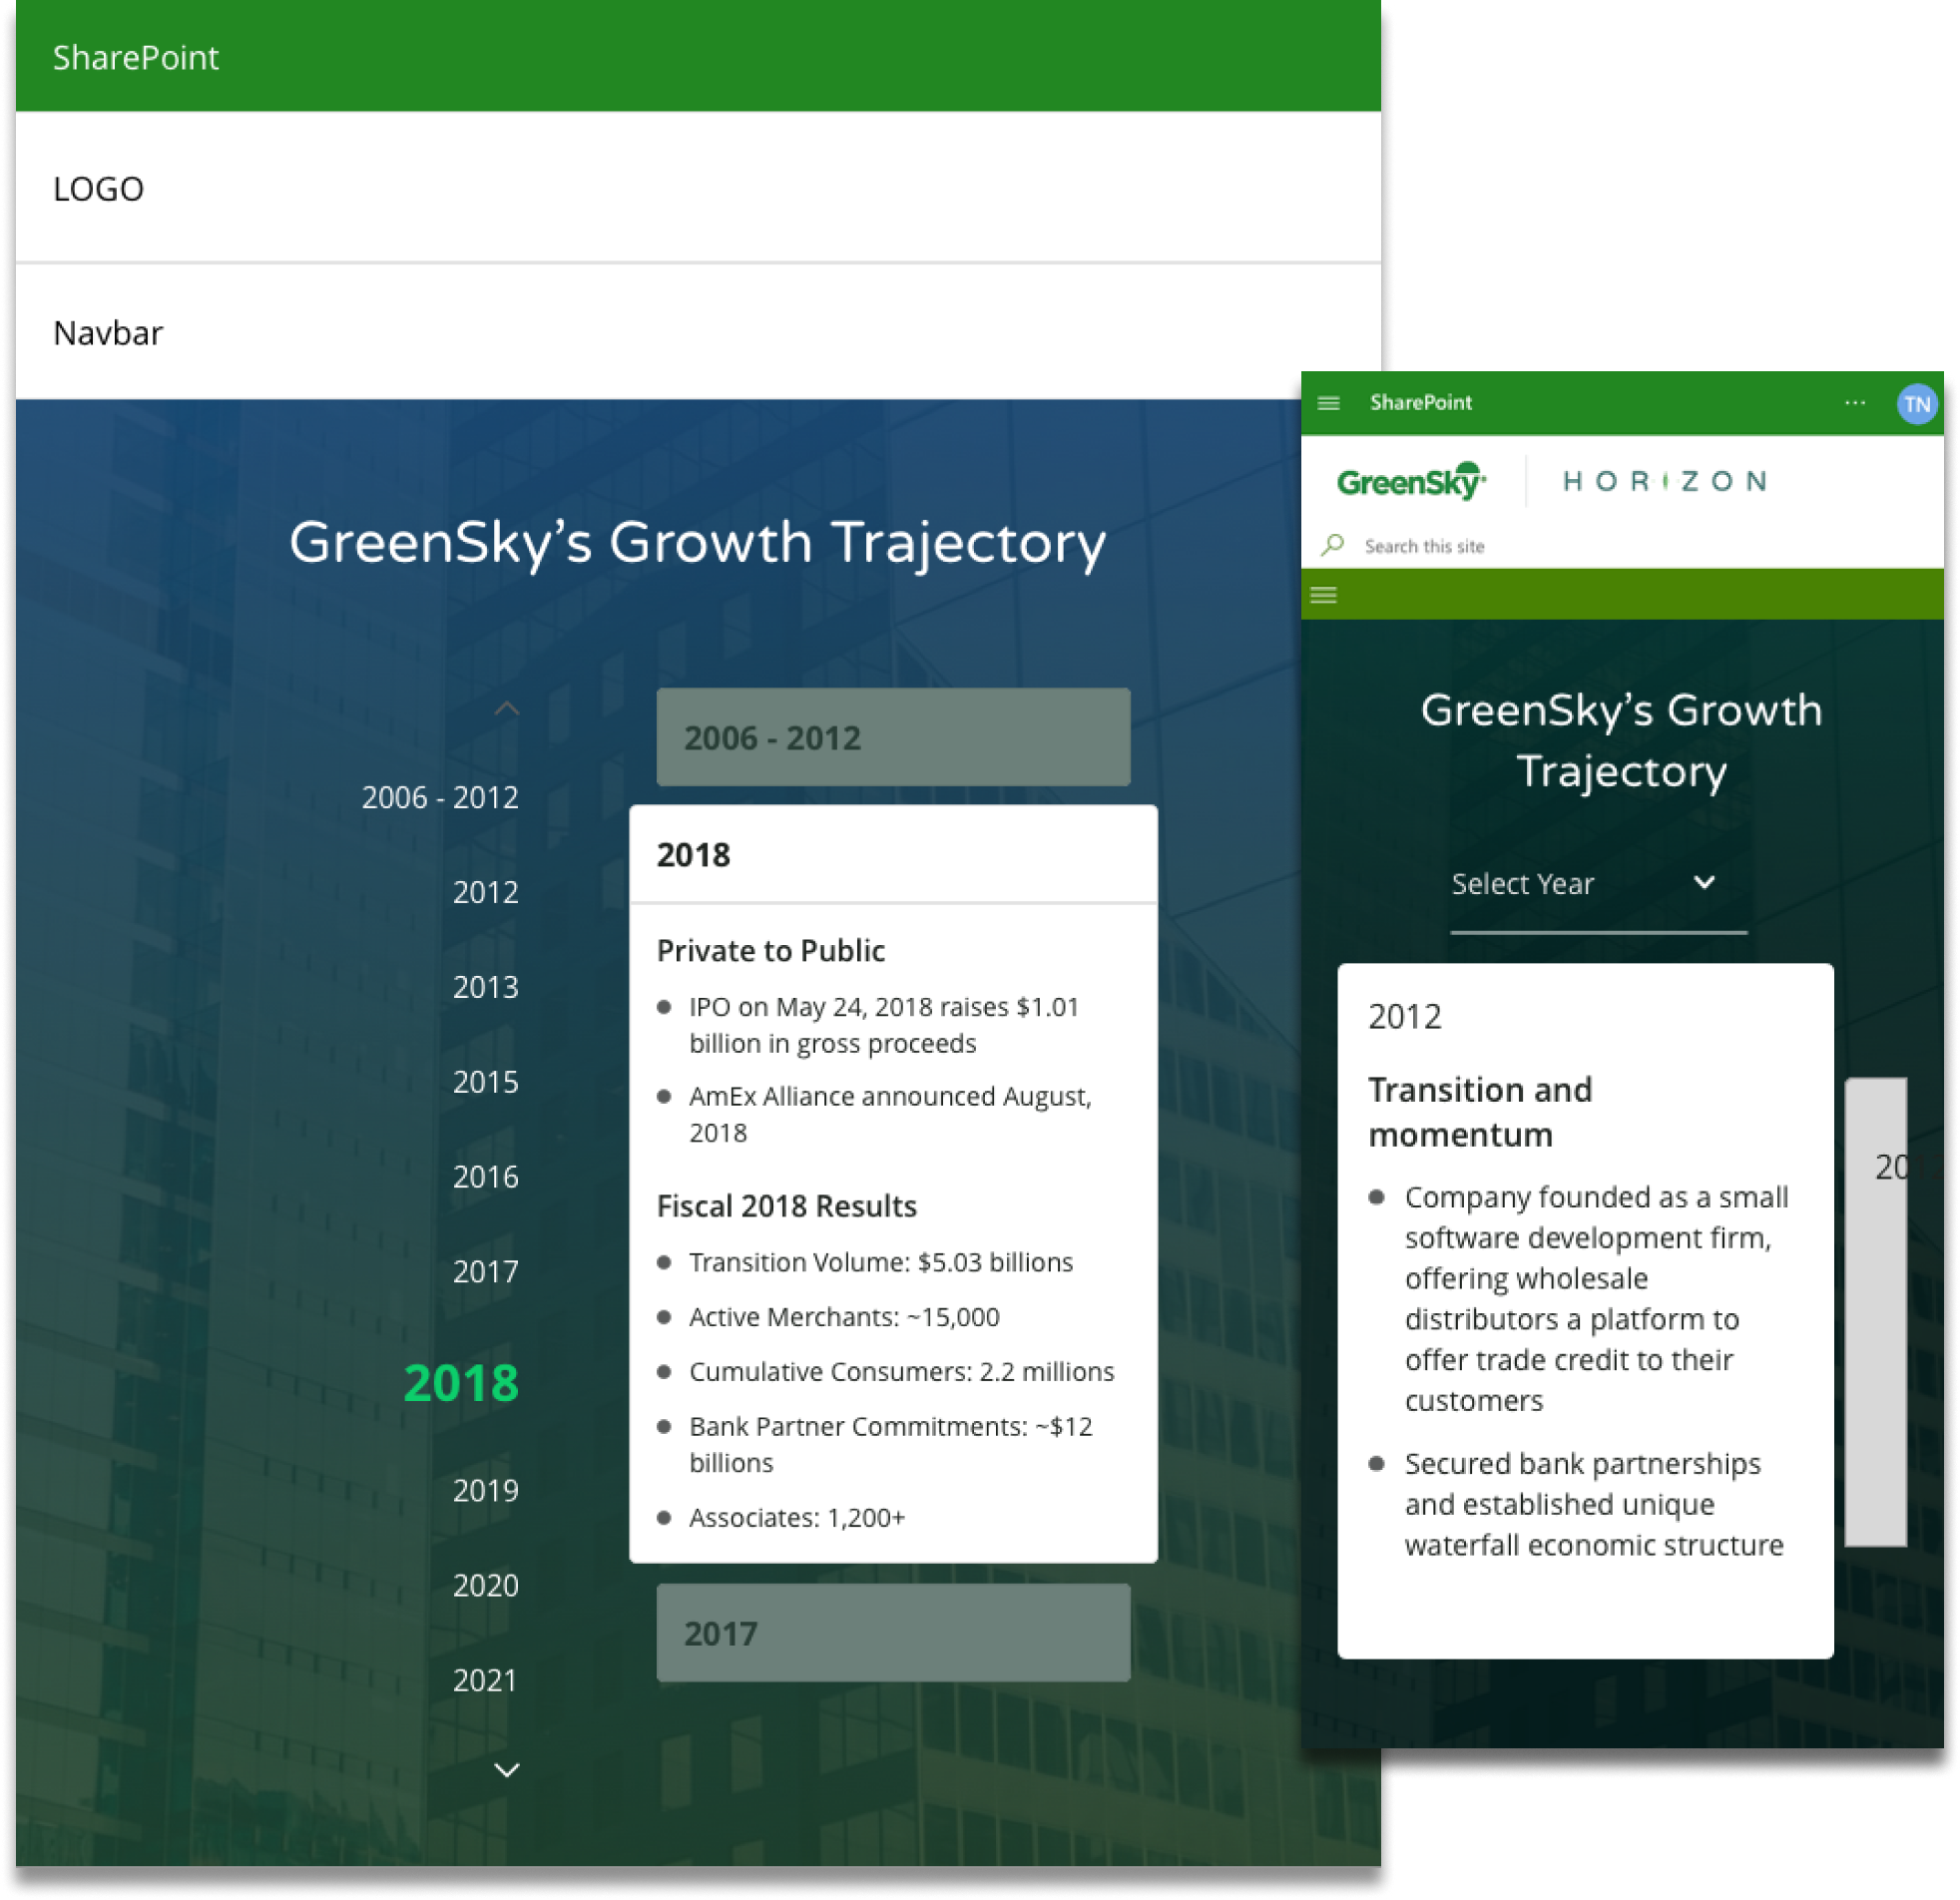 SharePoint
LOGO
Navbar
GreenSky’s Growth Trajectory
2006 - 2012
2012
2013
2015
2016
2017
2018
2019
2020
2021
2006 - 2012
2018
Private to Public
IPO on May 24, 2018 raises $1.01
billion in gross proceeds
AmEx Alliance announced August,
2018
Fiscal 2018 Results
Transition Volume: $5.03 billions
Active Merchants: ~15,000
Cumulative Consumers: 2.2 millions
Bank Partner Commitments: ~$12
billions
Associates: 1,200+
2017
SharePoint
TN
GreenSky
HORIZON
Search this site
GreenSky’s Growth
Trajectory
Select Year
2012
Transition and
momentum
Company founded as a small
software development firm,
offering wholesale
distributors a platform to
offer trade credit to their
customers
Secured bank partnerships
and established unique
waterfall economic structure